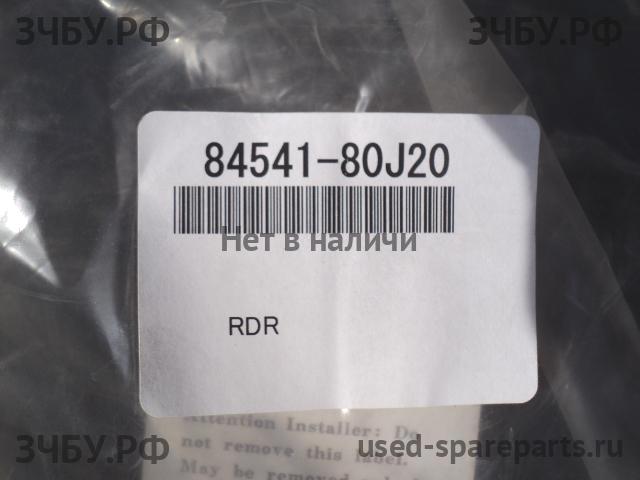 ЗЧБУ.РФ
ЗЧБУ.РФ
84541-80J20
Нет в наличи
RDR
Attention Installer: Do
not remove this label.
May be removed
ЗЧБУ.РФ
used-spareparts.ru